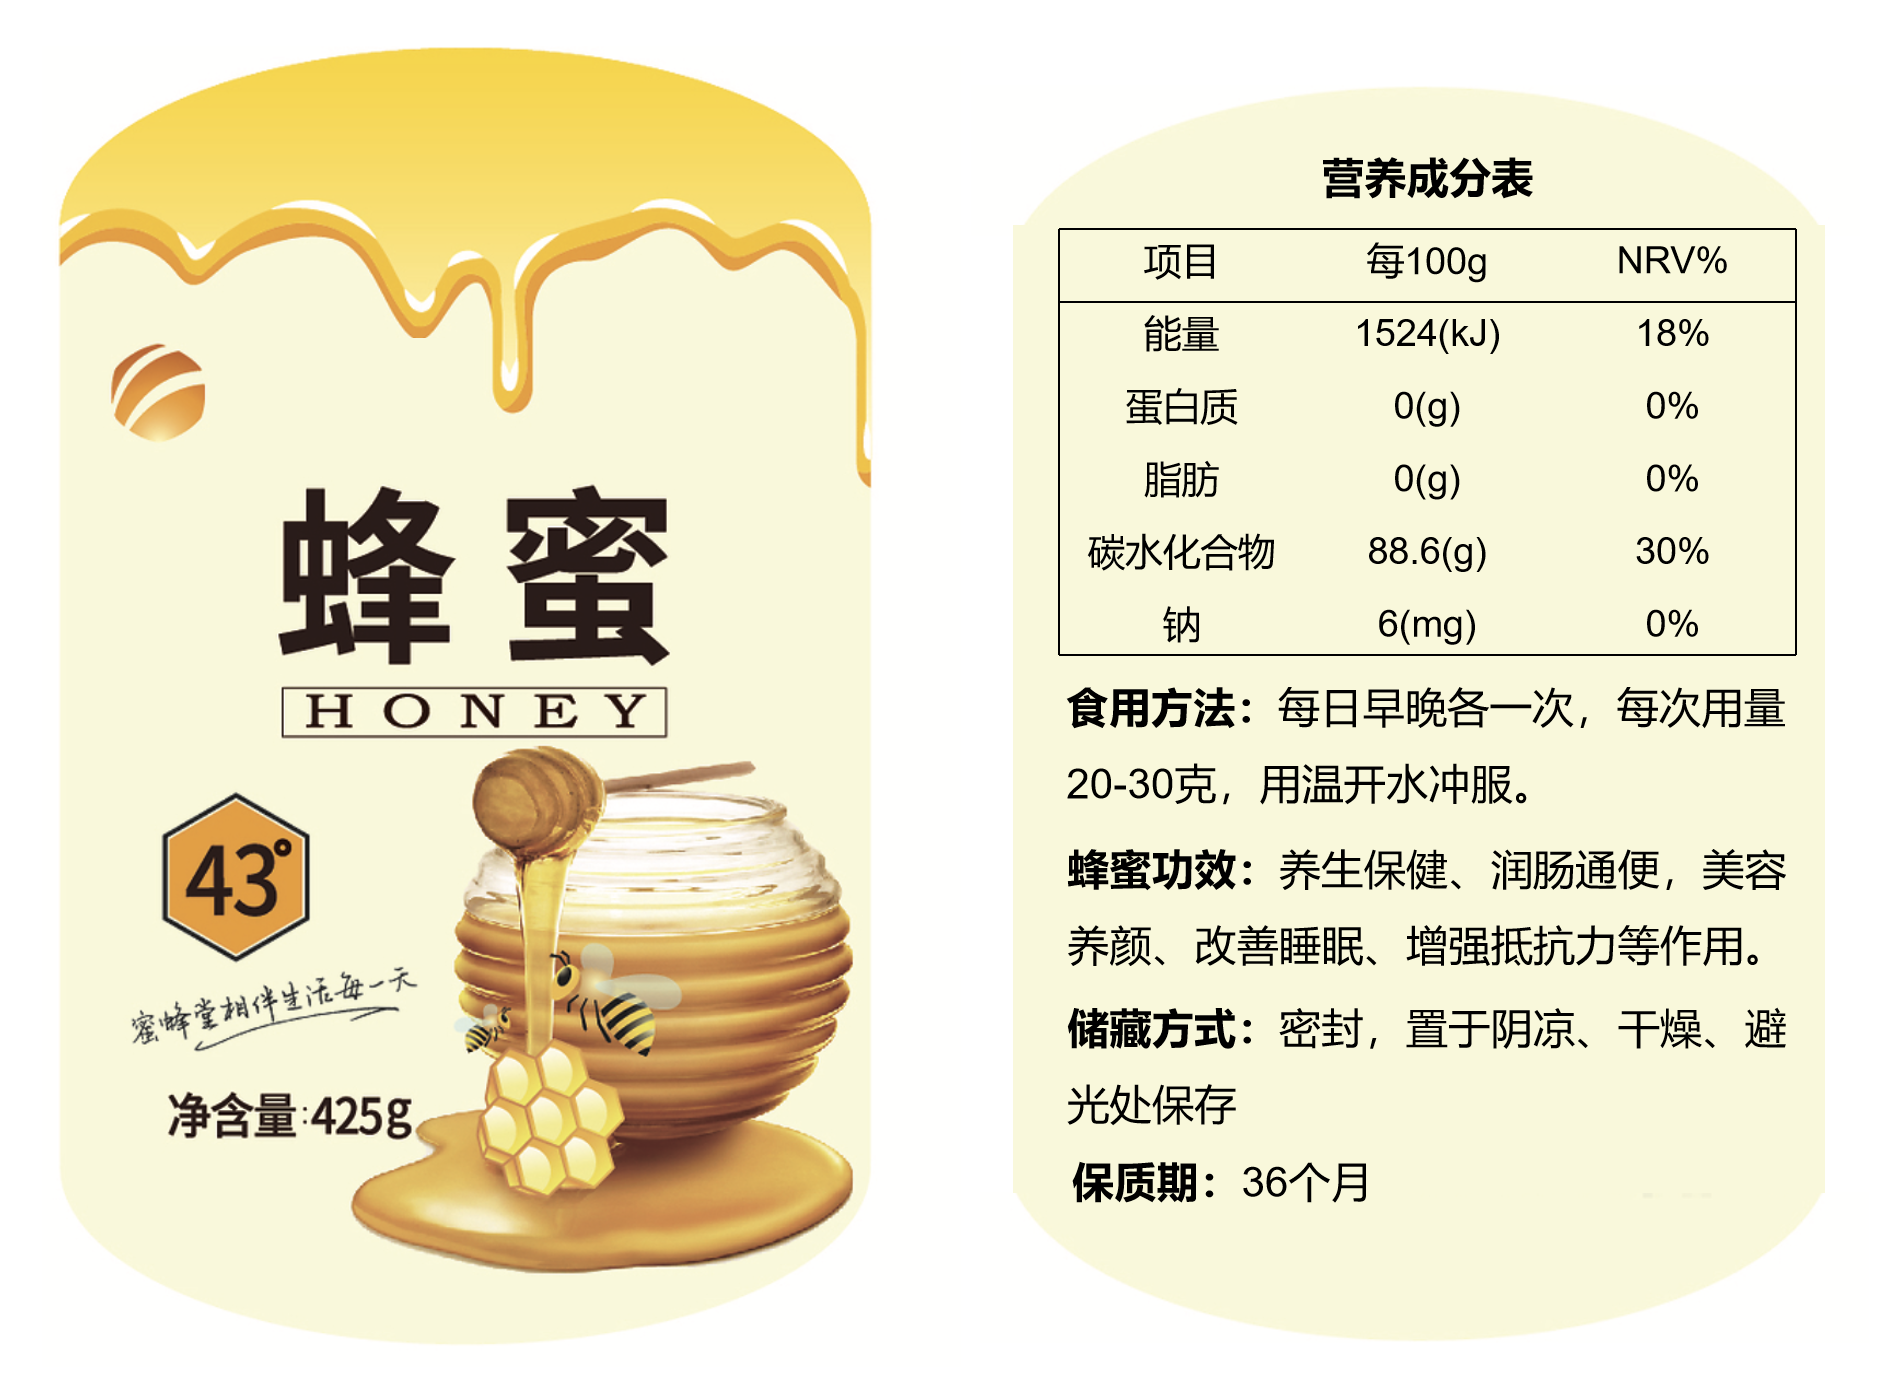 蜂蜜
HONEY
43°
蜜蜂堂相伴生活每一天
净含量:425g
营养成分表
项目 每100g NRV%
能量 1524(kJ) 18%
蛋白质 0(g) 0%
脂肪 0(g) 0%
碳水化合物 88.6(g) 30%
钠 6(mg) 0%
食用方法：每日早晚各一次，每次用量
20-30克，用温开水冲服。
蜂蜜功效：养生保健、润肠通便，美容
养颜、改善睡眠、增强抵抗力等作用。
储藏方式：密封，置于阴凉、干燥、避
光处保存
保质期：36个月